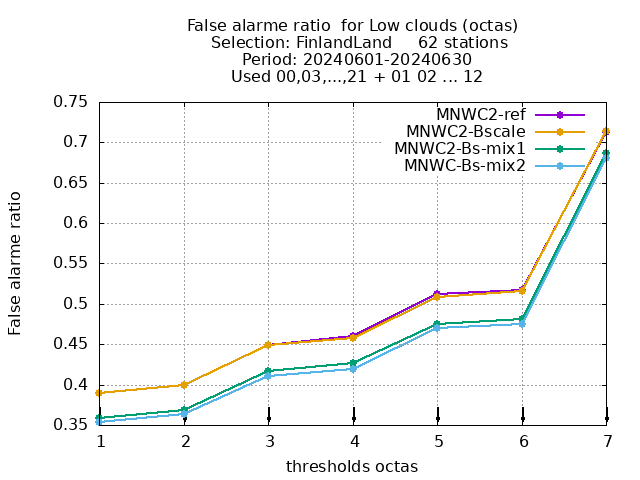 False alarme ratio  for Low clouds (octas)
Selection: FinlandLand     62 stations
Period: 20240601-20240630
Used 00,03,...,21 + 01 02 ... 12
MNWC2-ref
MNWC2-Bscale
MNWC2-Bs-mix1
MNWC-Bs-mix2
False alarme ratio
0.75
0.7
0.65
0.6
0.55
0.5
0.45
0.4
0.35
1 2 3 4 5 6 7
thresholds octas